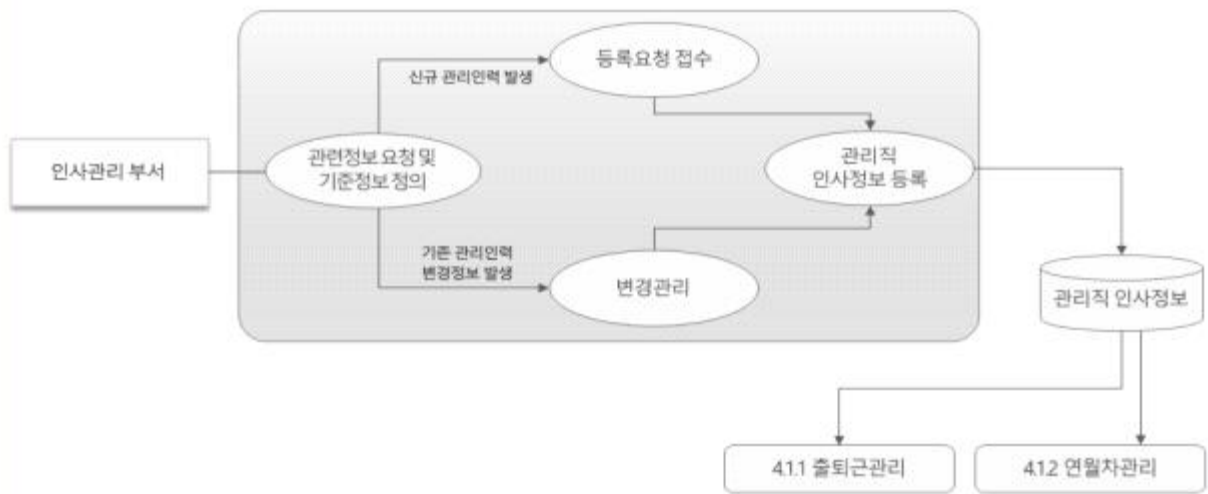 등록요청 접수
신규 관리인력 발생
인사관리 부서
관련정보 요청 및
기준정보 정의
관리직
인사정보 등록
기존 관리인력
변경정보 발생
변경관리
관리직 인사정보
4.1.1 출퇴근관리
4.1.2 연월차관리